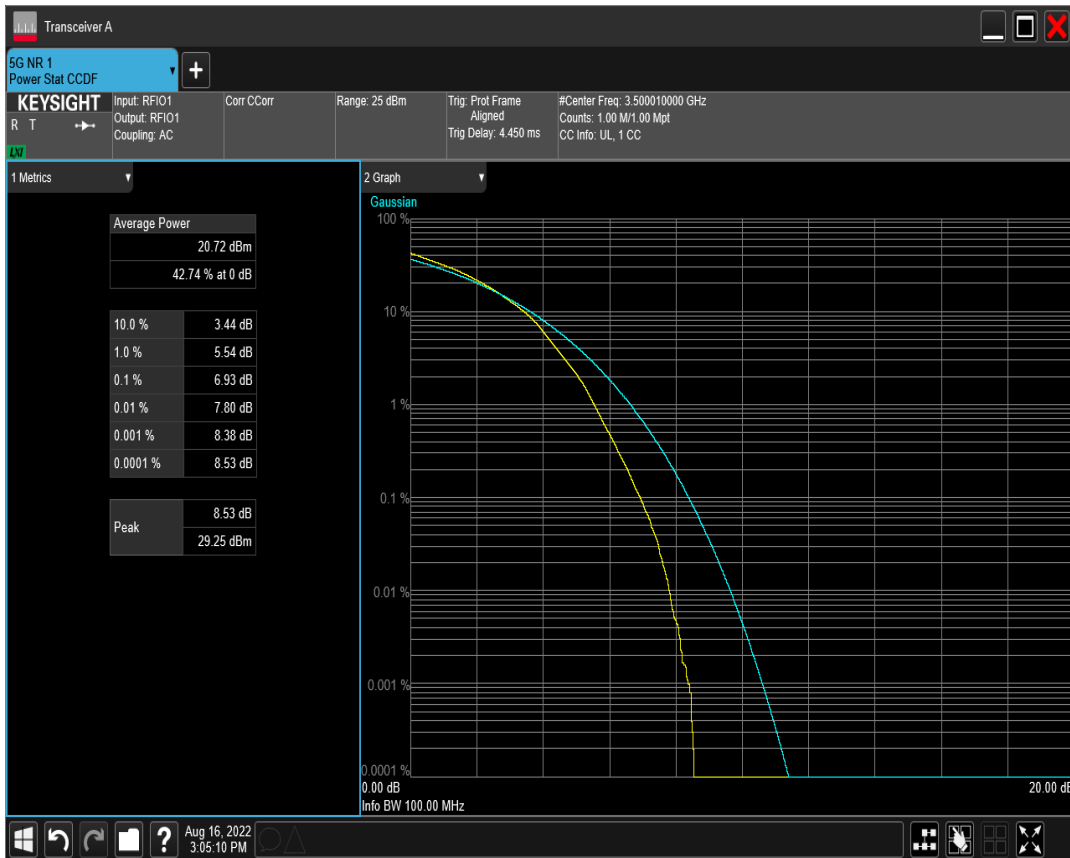 Transceiver A
5G NR 1
Power Stat CCDF
KEYSIGHT
R T
LXI
Input: RFIO1
Output: RFIO1
Coupling: AC
Corr CCorr
Range: 25 dBm
Trig: Prot Frame
Aligned
Trig Delay: 4.450 ms
#Center Freq: 3.500010000 GHz
Counts: 1.00 M/1.00 Mpt
CC Info: UL, 1 CC
1 Metrics
Average Power
20.72 dBm
42.74 % at 0 dB
10.0 % 3.44 dB
1.0 % 5.54 dB
0.1 % 6.93 dB
0.01 % 7.80 dB
0.001 % 8.38 dB
0.0001 % 8.53 dB
Peak
8.53 dB
29.25 dBm
2 Graph
Gaussian
100 %
10 %
1 %
0.1 %
0.01 %
0.001 %
0.0001 %
0.00 dB 20.00 dB
Info BW 100.00 MHz
Aug 16, 2022
3:05:10 PM